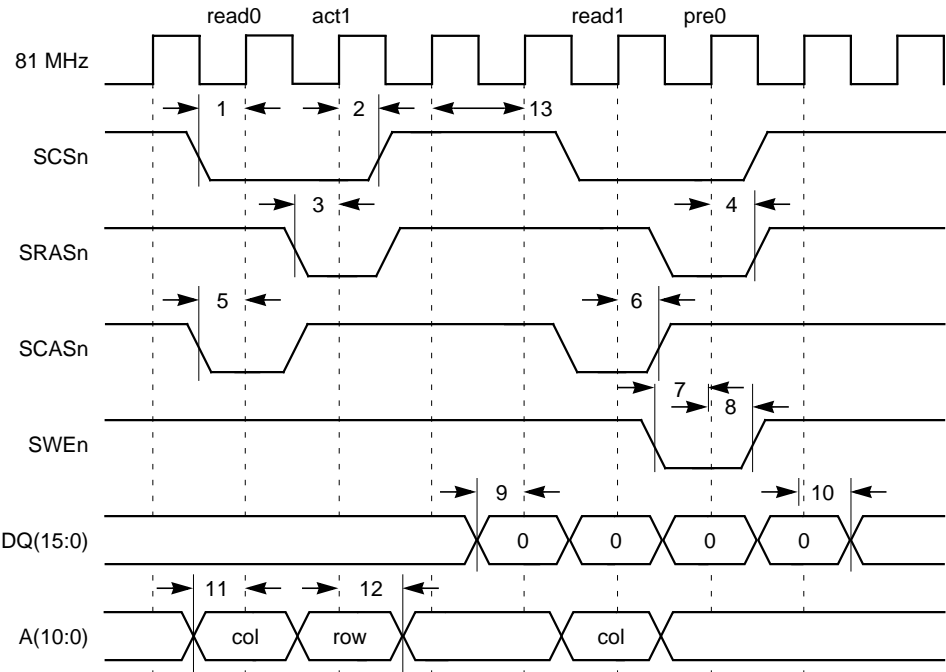 read0 act1 read1 pre0
81 MHz
1 2 13
SCSn
3 4
SRASn
5 6
SCASn
7 8
SWEn
9 10
DQ(15:0) 0 0 0 0
11 12
A(10:0) col row col